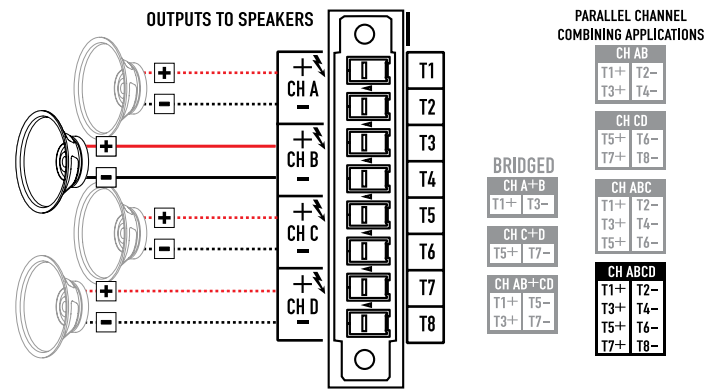 OUTPUTS TO SPEAKERS
+
CH A
−
+
CH B
−
+
CH C
−
+
CH D
−
+
−
+
−
+
−
+
−
T1
T2
T3
T4
T5
T6
T7
T8
BRIDGED
CH A+B
T1+ T3−
CH C+D
T5+ T7−
CH AB+CD
T1+ T5−
T3+ T7−
PARALLEL CHANNEL
COMBINING APPLICATIONS
CH AB
T1+ T2−
T3+ T4−
CH CD
T5+ T6−
T7+ T8−
CH ABC
T1+ T2−
T3+ T4−
T5+ T6−
CH ABCD
T1+ T2−
T3+ T4−
T5+ T6−
T7+ T8−